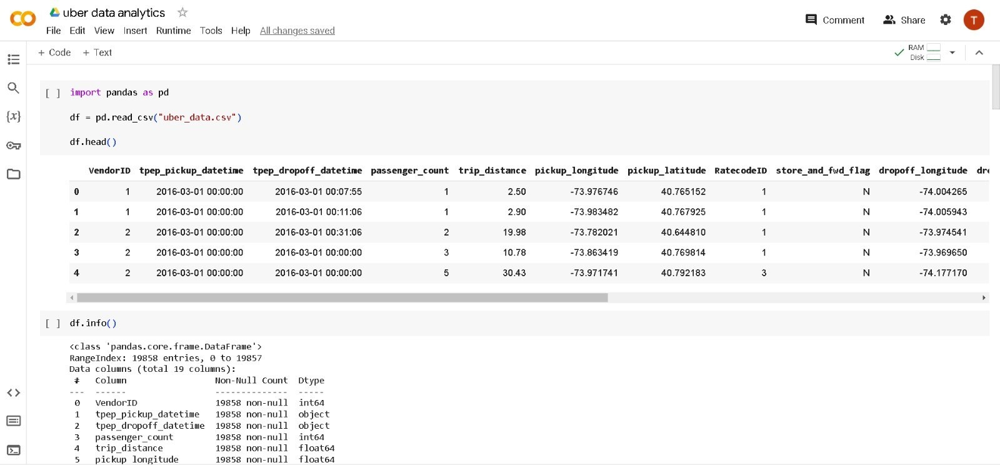 uber data analytics
File Edit View Insert Runtime Tools Help All changes saved
Comment Share T
+ Code + Text
RAM
Disk
[ ] import pandas as pd
df = pd.read_csv("uber_data.csv")
df.head()
VendorID tpep_pickup_datetime tpep_dropoff_datetime passenger_count trip_distance pickup_longitude pickup_latitude RatecodeID store_and_fwd_flag dropoff_longitude
0 1 2016-03-01 00:00:00 2016-03-01 00:07:55 1 2.50 -73.976746 40.765152 1 N -74.004265
1 1 2016-03-01 00:00:00 2016-03-01 00:11:06 1 2.90 -73.983482 40.767925 1 N -74.005943
2 2 2016-03-01 00:00:00 2016-03-01 00:31:06 2 19.98 -73.782021 40.644810 1 N -73.974541
3 2 2016-03-01 00:00:00 2016-03-01 00:00:00 3 10.78 -73.863419 40.769814 1 N -73.969650
4 2 2016-03-01 00:00:00 2016-03-01 00:00:00 5 30.43 -73.971741 40.792183 3 N -74.177170
[ ] df.info()
<class 'pandas.core.frame.DataFrame'>
RangeIndex: 19858 entries, 0 to 19857
Data columns (total 19 columns):
# Column Non-Null Count Dtype
--- ------ -------------- -----
0 VendorID 19858 non-null int64
1 tpep_pickup_datetime 19858 non-null object
2 tpep_dropoff_datetime 19858 non-null object
3 passenger_count 19858 non-null int64
4 trip_distance 19858 non-null float64
5 pickup_longitude 19858 non-null float64